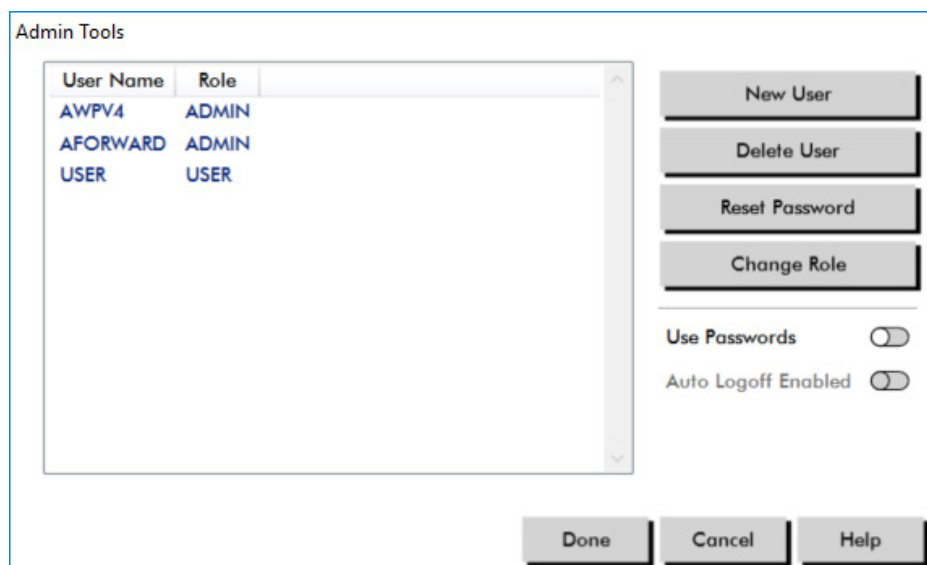 Admin Tools
User Name Role
AWPV4 ADMIN
AFORWARD ADMIN
USER USER
New User
Delete User
Reset Password
Change Role
Use Passwords
Auto Logoff Enabled
Done Cancel Help